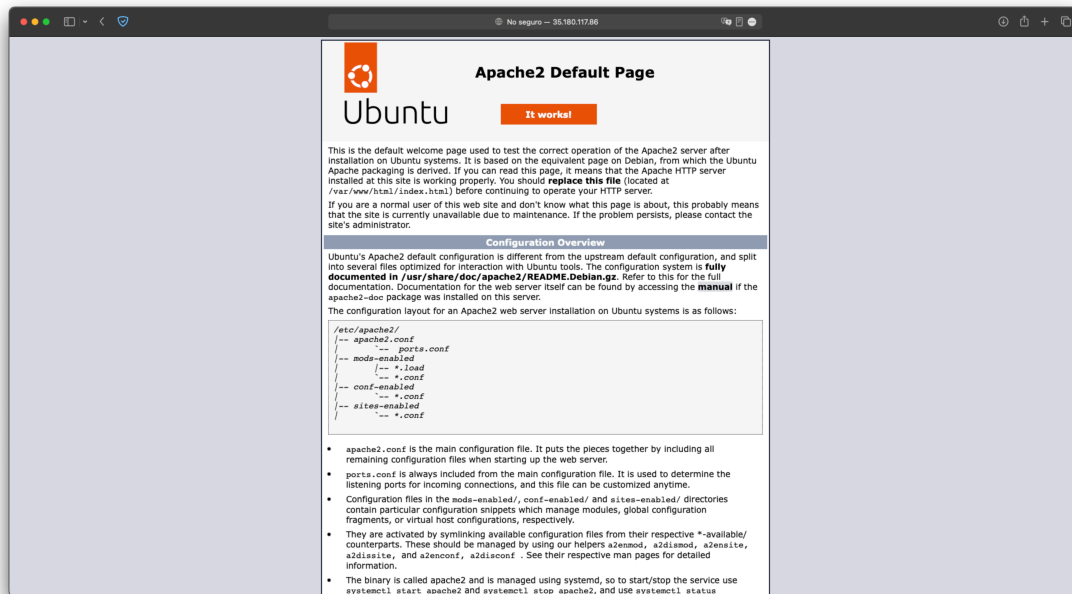 No seguro — 35.180.117.86
Apache2 Default Page
Ubuntu
It works!
This is the default welcome page used to test the correct operation of the Apache2 server after
installation on Ubuntu systems. It is based on the equivalent page on Debian, from which the Ubuntu
Apache packaging is derived. If you can read this page, it means that the Apache HTTP server
installed at this site is working properly. You should replace this file (located at
/var/www/html/index.html) before continuing to operate your HTTP server.
If you are a normal user of this web site and don't know what this page is about, this probably means
that the site is currently unavailable due to maintenance. If the problem persists, please contact the
site's administrator.
Configuration Overview
Ubuntu's Apache2 default configuration is different from the upstream default configuration, and split
into several files optimized for interaction with Ubuntu tools. The configuration system is fully
documented in /usr/share/doc/apache2/README.Debian.gz. Refer to this for the full
documentation. Documentation for the web server itself can be found by accessing the manual if the
apache2-doc package was installed on this server.
The configuration layout for an Apache2 web server installation on Ubuntu systems is as follows:
/etc/apache2/
|-- apache2.conf
|       `--  ports.conf
|-- mods-enabled
|       |-- *.load
|       `-- *.conf
|-- conf-enabled
|       `-- *.conf
|-- sites-enabled
|       `-- *.conf
• apache2.conf is the main configuration file. It puts the pieces together by including all
remaining configuration files when starting up the web server.
• ports.conf is always included from the main configuration file. It is used to determine the
listening ports for incoming connections, and this file can be customized anytime.
• Configuration files in the mods-enabled/, conf-enabled/ and sites-enabled/ directories
contain particular configuration snippets which manage modules, global configuration
fragments, or virtual host configurations, respectively.
• They are activated by symlinking available configuration files from their respective *-available/
counterparts. These should be managed by using our helpers a2enmod, a2dismod, a2ensite,
a2dissite, and a2enconf, a2disconf . See their respective man pages for detailed
information.
• The binary is called apache2 and is managed using systemd, so to start/stop the service use
systemctl start apache2 and systemctl stop apache2, and use systemctl status